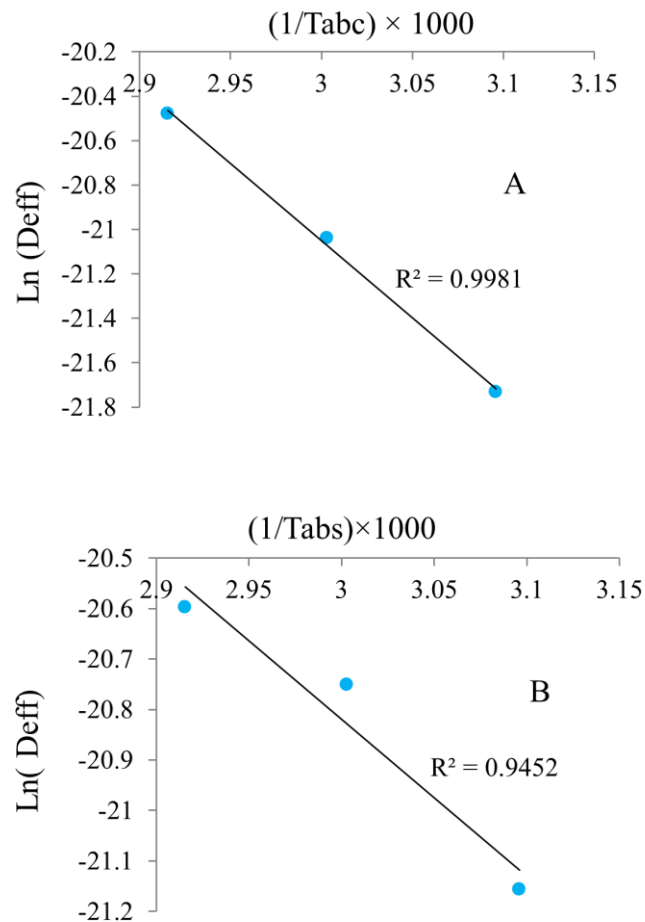 (1/Tabc) × 1000
-20.2
2.9 2.95 3 3.05 3.1 3.15
-20.4
-20.6
-20.8
-21
-21.2
-21.4
-21.6
-21.8
Ln (Deff)
A
R² = 0.9981
(1/Tabs)×1000
-20.5
2.9 2.95 3 3.05 3.1 3.15
-20.6
-20.7
-20.8
-20.9
-21
-21.1
-21.2
Ln( Deff)
B
R² = 0.9452